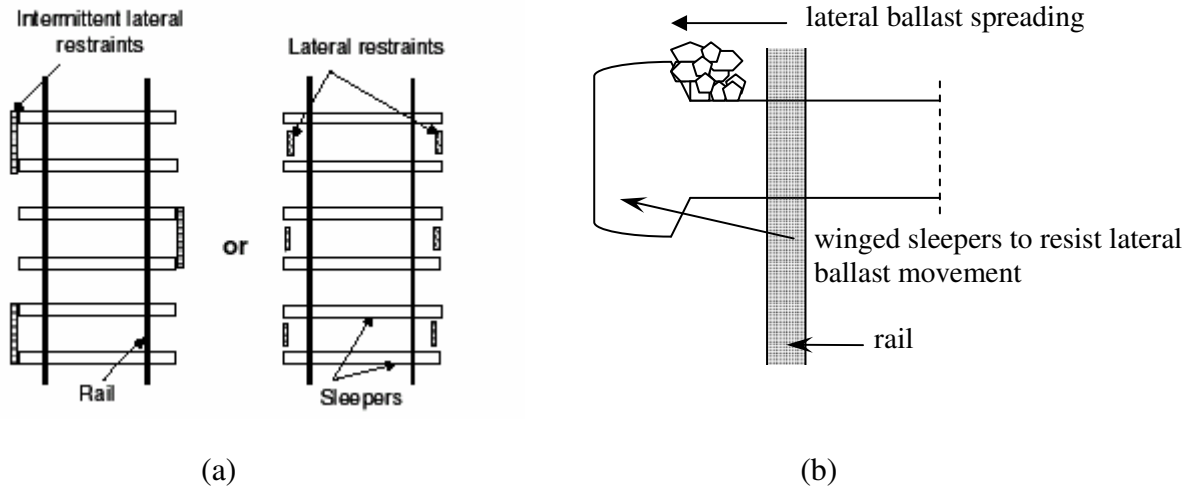 Intermittent lateral
restraints
Lateral restraints
or
Rail
Sleepers
(a)
lateral ballast spreading
winged sleepers to resist lateral
ballast movement
rail
(b)